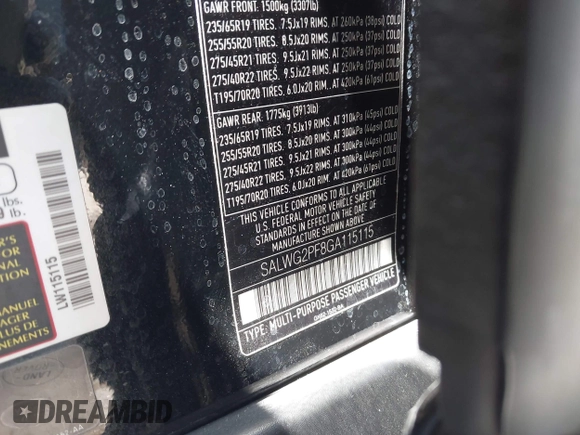 GAWR FRONT: 1500kg (3307lb)
235/65R19 TIRES. 7.5Jx19 RIMS. AT 260kPa (38psi) COLD
255/55R20 TIRES. 8.5Jx20 RIMS. AT 250kPa (37psi) COLD
275/45R21 TIRES. 9.5Jx21 RIMS. AT 250kPa (37psi) COLD
275/40R22 TIRES. 9.5Jx22 RIMS. AT 250kPa (37psi) COLD
T195/70R20 TIRES. 6.0Jx20 RIM. AT 420kPa (61psi) COLD
GAWR REAR: 1775kg (3913lb)
235/65R19 TIRES. 7.5Jx19 RIMS. AT 310kPa (45psi) COLD
255/55R20 TIRES. 8.5Jx20 RIMS. AT 300kPa (44psi) COLD
275/45R21 TIRES. 9.5Jx21 RIMS. AT 300kPa (44psi) COLD
275/40R22 TIRES. 9.5Jx22 RIMS. AT 300kPa (44psi) COLD
T195/70R20 TIRES. 6.0Jx20 RIM. AT 420kPa (61psi) COLD
THIS VEHICLE CONFORMS TO ALL APPLICABLE
U.S. FEDERAL MOTOR VEHICLE SAFETY
STANDARDS IN EFFECT ON THE DATE OF
MANUFACTURE SHOWN ABOVE.
SALWG2PF8GA115115
TYPE: MULTI-PURPOSE PASSENGER VEHICLE
lbs.
lb.
LW115115
MANUEL
LAND
DREAMBID